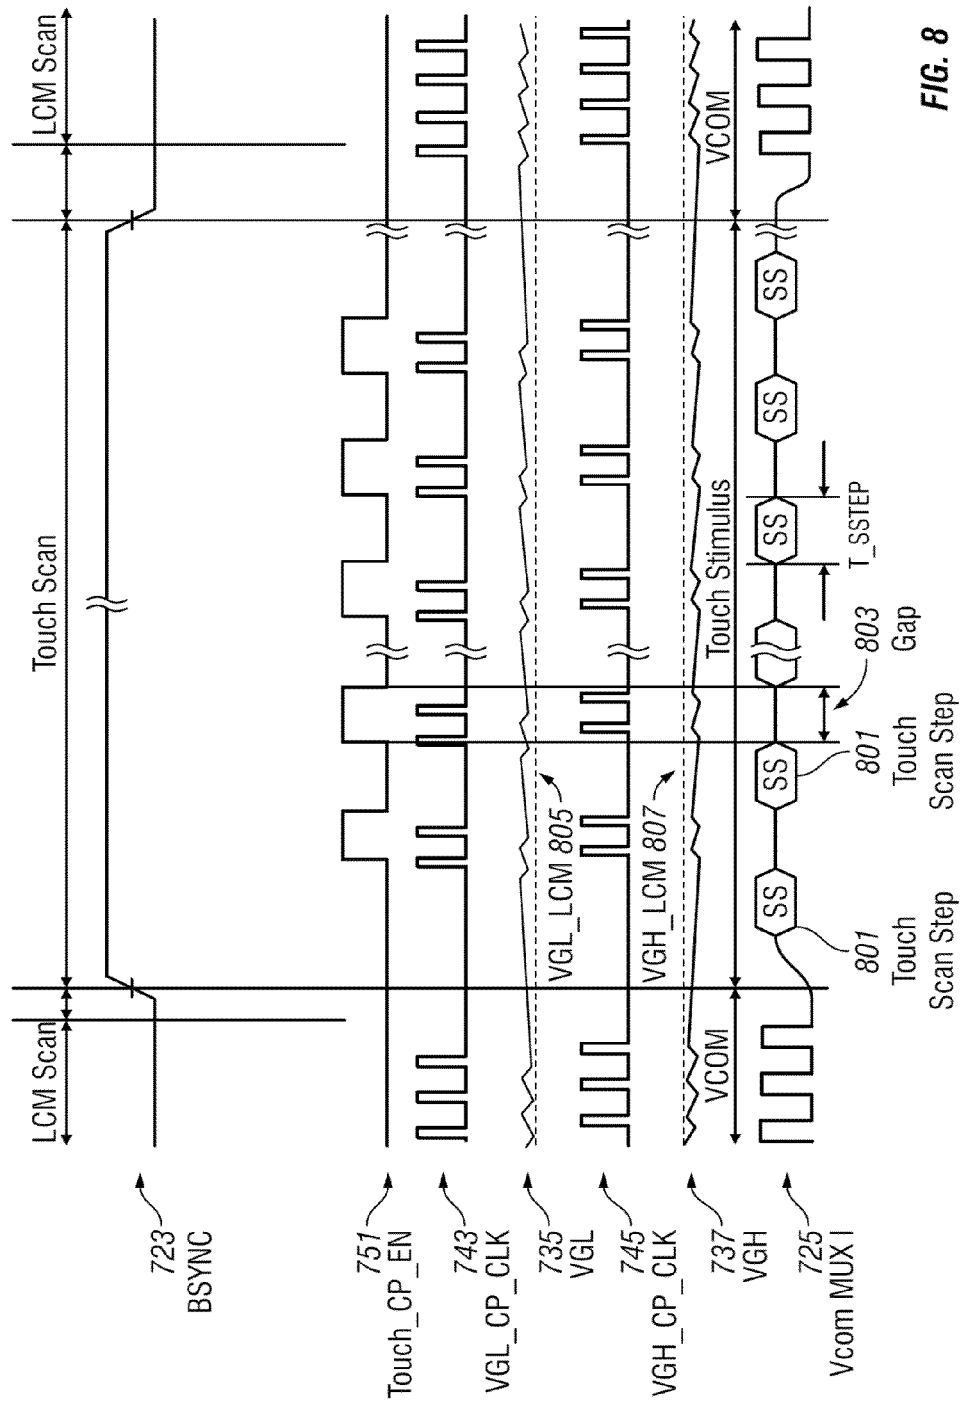 LCM Scan
Touch Scan
LCM Scan
723
BSYNC
751
Touch_CP_EN
743
VGL_CP_CLK
735
VGL
VGL_LCM 805
745
VGH_CP_CLK
VGH_LCM 807
737
VGH
VCOM
Touch Stimulus
VCOM
725
Vcom MUX I
SS
SS
SS
SS
SS
T_SSTEP
801
Touch
Scan Step
801
Touch
Scan Step
803
Gap
FIG. 8